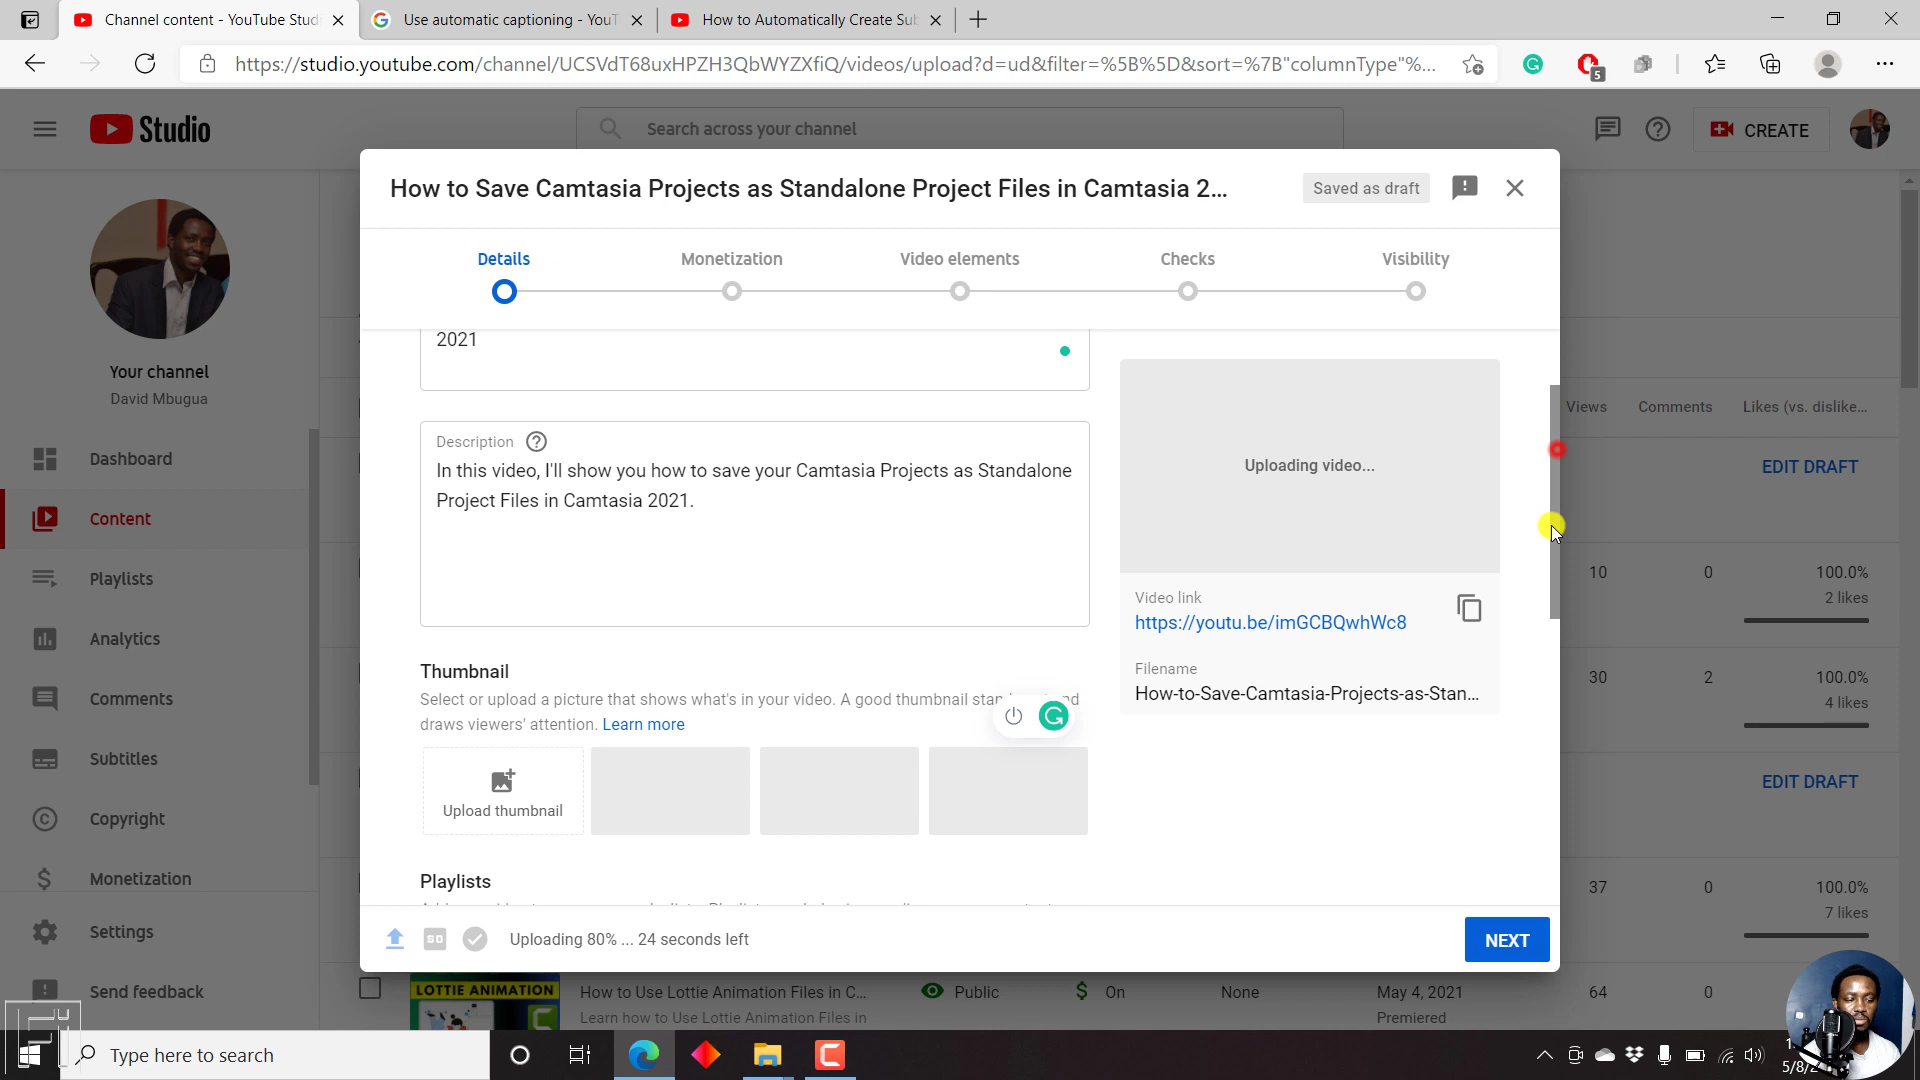 Channel content - YouTube Stud
Use automatic captioning - YouT
How to Automatically Create Sub
https://studio.youtube.com/channel/UCSVdT68uxHPZH3QbWYZXfiQ/videos/upload?d=ud&filter=%5B%5D&sort=%7B"columnType"%...
5
Studio
Search across your channel
CREATE
How to Save Camtasia Projects as Standalone Project Files in Camtasia 2...
Saved as draft
Details
Monetization
Video elements
Checks
Visibility
Your channel
David Mbugua
Dashboard
Content
Playlists
Analytics
Comments
Subtitles
Copyright
Monetization
Settings
Send feedback
2021
Description
In this video, I'll show you how to save your Camtasia Projects as Standalone
Project Files in Camtasia 2021.
Thumbnail
Select or upload a picture that shows what's in your video. A good thumbnail
draws viewers' attention. Learn more
Upload thumbnail
Playlists
Uploading video...
Video link
https://youtu.be/imGCBQwhWc8
Filename
How-to-Save-Camtasia-Projects-as-Stan...
SD
Uploading 80% ... 24 seconds left
NEXT
Views Comments Likes (vs. dislike...
EDIT DRAFT
10 0 100.0%
2 likes
30 2 100.0%
4 likes
EDIT DRAFT
37 0 100.0%
7 likes
LOTTIE ANIMATION
How to Use Lottie Animation Files in C...
Public
On
None
May 4, 2021
64 0
Learn how to Use Lottie Animation Files in
Premiered
Type here to search
5/8/2